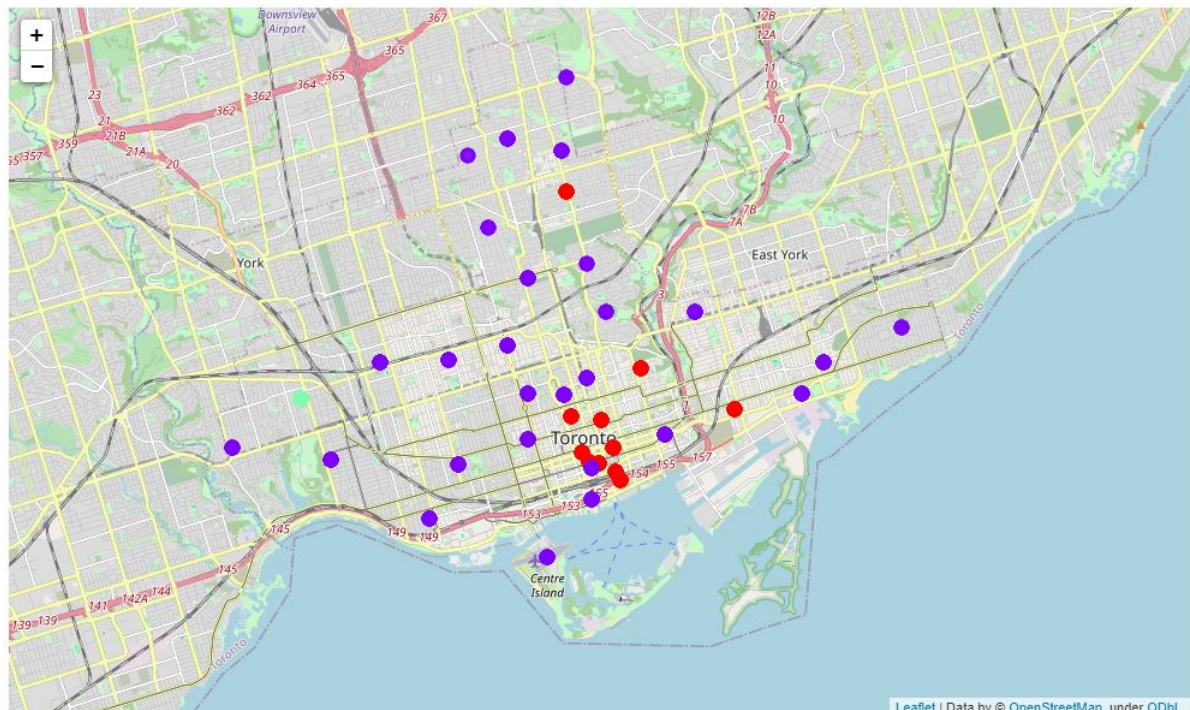 +
−
Downsview
Airport
367
365
365
364
362
362
23
21
21B
359
357
21A
20
12B
12A
11
10
10
7B
7A
3
York
East York
Toronto
Toronto
157
155
154
155
153
153
149
149
145
145
144
142A
141
139
139
Centre
Island
Toronto
Leaflet | Data by © OpenStreetMap, under ODbL.